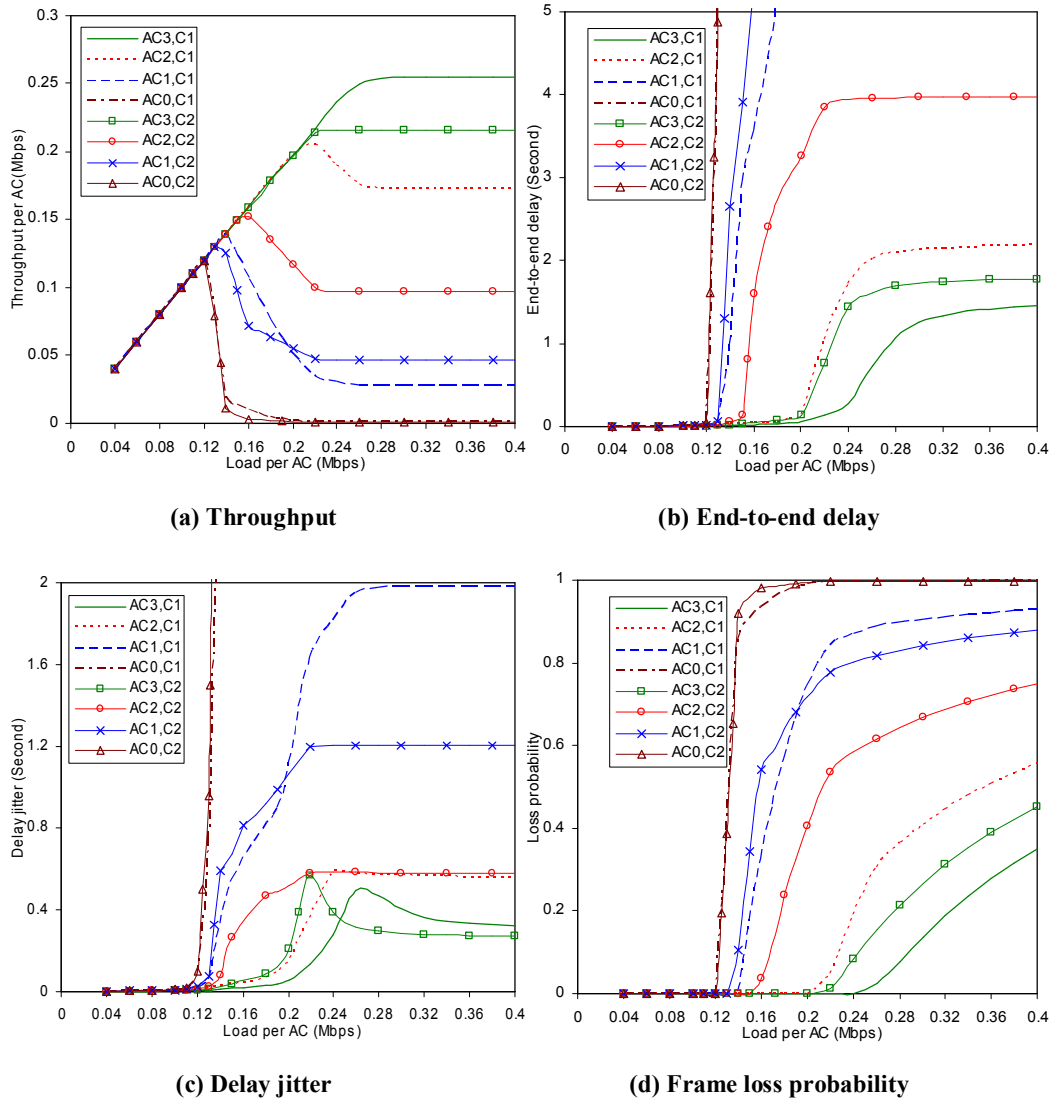 0.3
0.25
0.2
0.15
0.1
0.05
0
Throughput per AC (Mbps)
AC3,C1
AC2,C1
AC1,C1
AC0,C1
AC3,C2
AC2,C2
AC1,C2
AC0,C2
0 0.04 0.08 0.12 0.16 0.2 0.24 0.28 0.32 0.36 0.4
Load per AC (Mbps)
(a) Throughput
5
4
3
2
1
0
End-to-end delay (Second)
AC3,C1
AC2,C1
AC1,C1
AC0,C1
AC3,C2
AC2,C2
AC1,C2
AC0,C2
0 0.04 0.08 0.12 0.16 0.2 0.24 0.28 0.32 0.36 0.4
Load per AC (Mbps)
(b) End-to-end delay
2
1.6
1.2
0.8
0.4
0
Delay jitter (Second)
AC3,C1
AC2,C1
AC1,C1
AC0,C1
AC3,C2
AC2,C2
AC1,C2
AC0,C2
0 0.04 0.08 0.12 0.16 0.2 0.24 0.28 0.32 0.36 0.4
Load per AC (Mbps)
(c) Delay jitter
1
0.8
0.6
0.4
0.2
0
Loss probability
AC3,C1
AC2,C1
AC1,C1
AC0,C1
AC3,C2
AC2,C2
AC1,C2
AC0,C2
0 0.04 0.08 0.12 0.16 0.2 0.24 0.28 0.32 0.36 0.4
Load per AC (Mbps)
(d) Frame loss probability